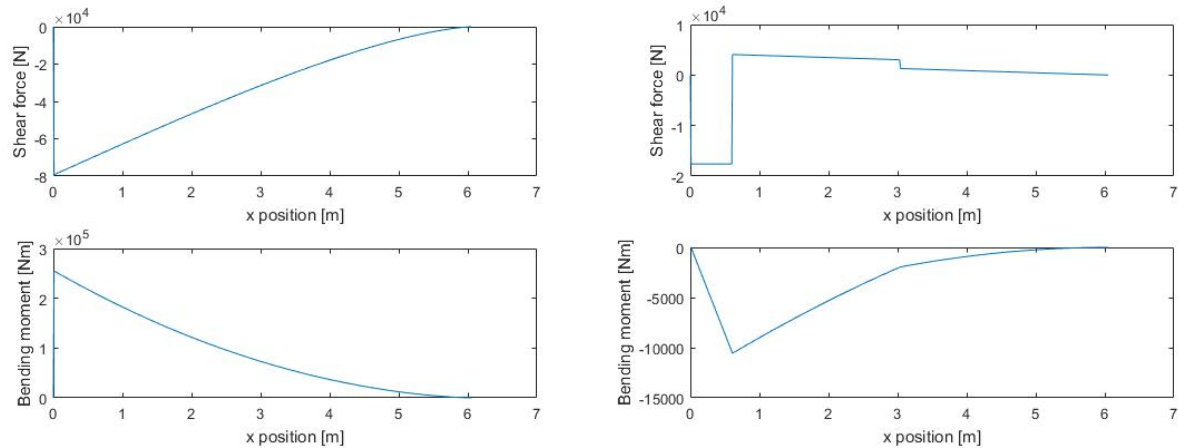 ×10⁴
0
-2
-4
-6
-8
Shear force [N]
0 1 2 3 4 5 6 7
x position [m]
×10⁵
3
2
1
0
Bending moment [Nm]
0 1 2 3 4 5 6 7
x position [m]
×10⁴
1
0
-1
-2
Shear force [N]
0 1 2 3 4 5 6 7
x position [m]
0
-5000
-10000
-15000
Bending moment [Nm]
0 1 2 3 4 5 6 7
x position [m]